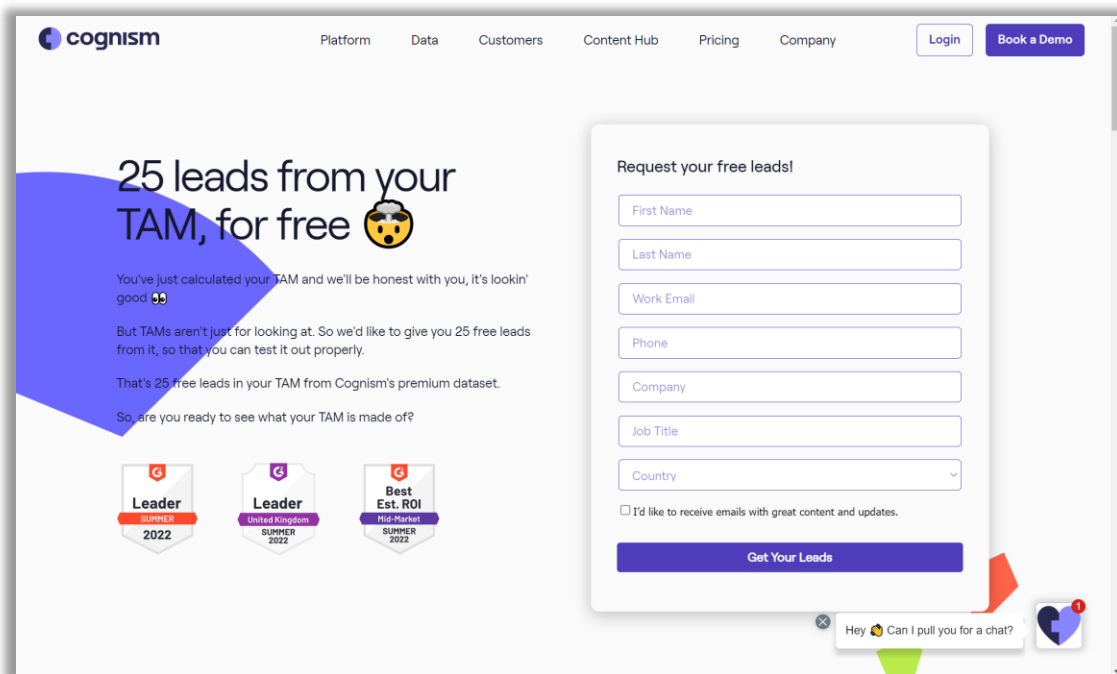 cognism
Platform Data Customers Content Hub Pricing Company Login Book a Demo
25 leads from your
TAM, for free 🤯
You've just calculated your TAM and we'll be honest with you, it's lookin'
good 👀
But TAMs aren't just for looking at. So we'd like to give you 25 free leads
from it, so that you can test it out properly.
That's 25 free leads in your TAM from Cognism's premium dataset.
So, are you ready to see what your TAM is made of?
G
Leader
SUMMER
2022
G
Leader
United Kingdom
SUMMER
2022
G
Best
Est. ROI
Mid-Market
SUMMER
2022
Request your free leads!
First Name
Last Name
Work Email
Phone
Company
Job Title
Country
I'd like to receive emails with great content and updates.
Get Your Leads
Hey 👋 Can I pull you for a chat?
1